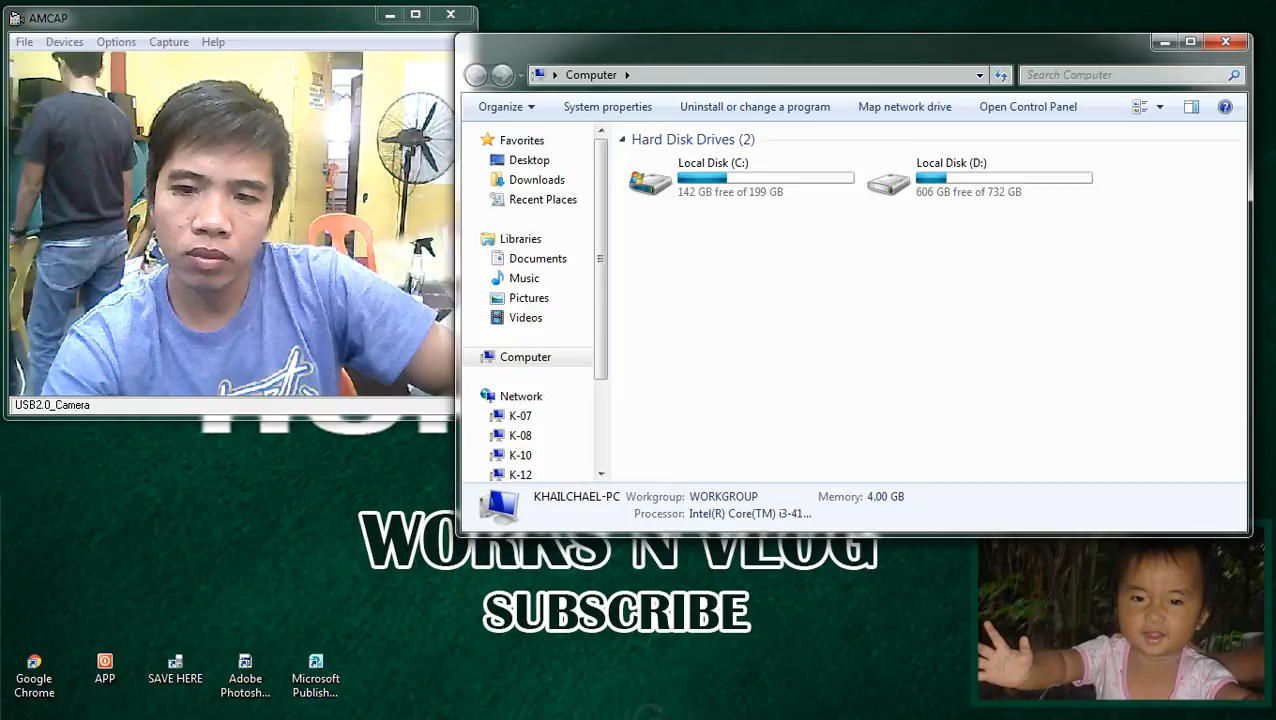 AMCAP
File Devices Options Capture Help
USB2.0_Camera
Computer
Search Computer
Organize System properties Uninstall or change a program Map network drive Open Control Panel
Favorites
Desktop
Downloads
Recent Places
Libraries
Documents
Music
Pictures
Videos
Computer
Network
K-07
K-08
K-10
K-12
Hard Disk Drives (2)
Local Disk (C:)
142 GB free of 199 GB
Local Disk (D:)
606 GB free of 732 GB
KHAILCHAEL-PC Workgroup: WORKGROUP Memory: 4.00 GB
Processor: Intel(R) Core(TM) i3-41...
WORKS N VLOG
SUBSCRIBE
Google
Chrome
APP
SAVE HERE
Adobe
Photosh...
Microsoft
Publish...